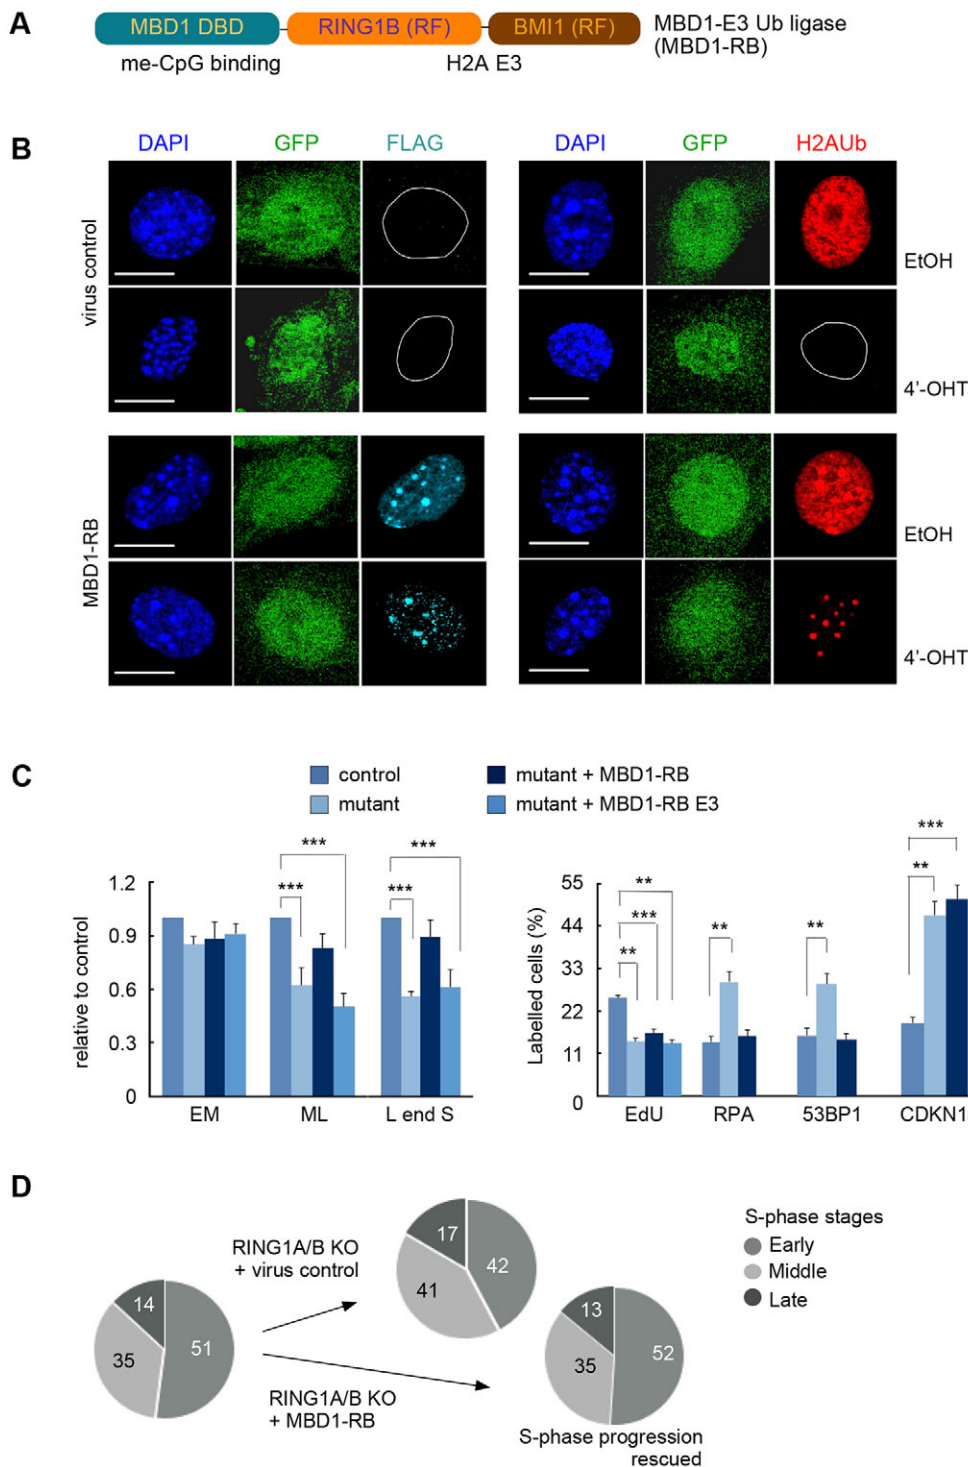 A
MBD1 DBD
RING1B (RF)
BMI1 (RF)
MBD1-E3 Ub ligase
(MBD1-RB)
me-CpG binding
H2A E3
B
DAPI GFP FLAG
DAPI GFP H2AUb
virus control
EtOH
4'-OHT
MBD1-RB
EtOH
4'-OHT
C
control
mutant
mutant + MBD1-RB
mutant + MBD1-RB E3
relative to control
1.2
0.9
0.6
0.3
0
***
***
***
***
EM ML L end S
Labelled cells (%)
55
44
33
22
11
0
**
***
**
**
**
***
**
EdU RPA 53BP1 CDKN1
D
14
35
51
RING1A/B KO
+ virus control
17
42
41
RING1A/B KO
+ MBD1-RB
13
35
52
S-phase progression
rescued
S-phase stages
Early
Middle
Late